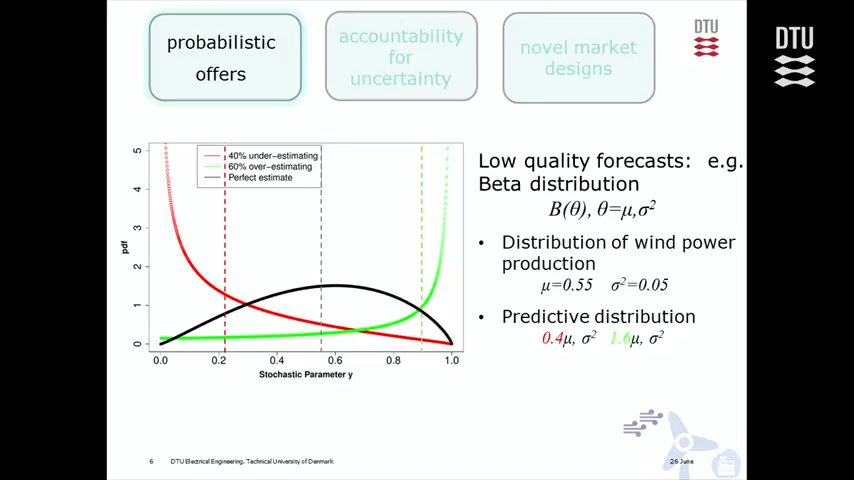 probabilistic
offers
accountability
for
uncertainty
novel market
designs
DTU
DTU
40% under-estimating
60% over-estimating
Perfect estimate
pdf
5
4
3
2
1
0
0.0 0.2 0.4 0.6 0.8 1.0
Stochastic Parameter y
Low quality forecasts: e.g.
Beta distribution
B(θ), θ=μ,σ²
• Distribution of wind power
production
μ=0.55 σ²=0.05
• Predictive distribution
0.4μ, σ² 1.6μ, σ²
6 DTU Electrical Engineering, Technical University of Denmark 26 June